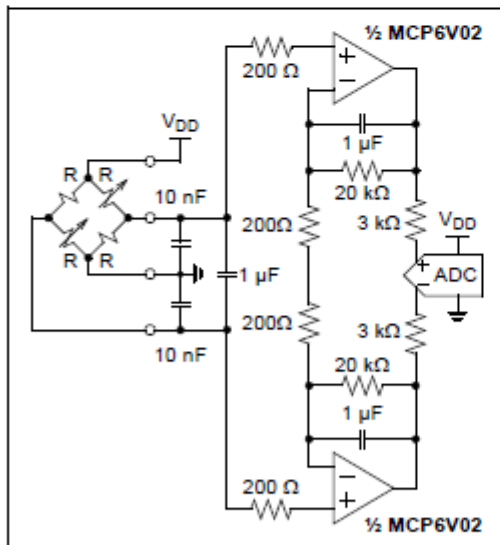 ½ MCP6V02
200 Ω
+
−
V_DD
1 µF
R
R
10 nF
20 kΩ
200Ω
3 kΩ
V_DD
+
−
ADC
1 µF
R
R
200Ω
3 kΩ
10 nF
20 kΩ
1 µF
200 Ω
−
+
½ MCP6V02